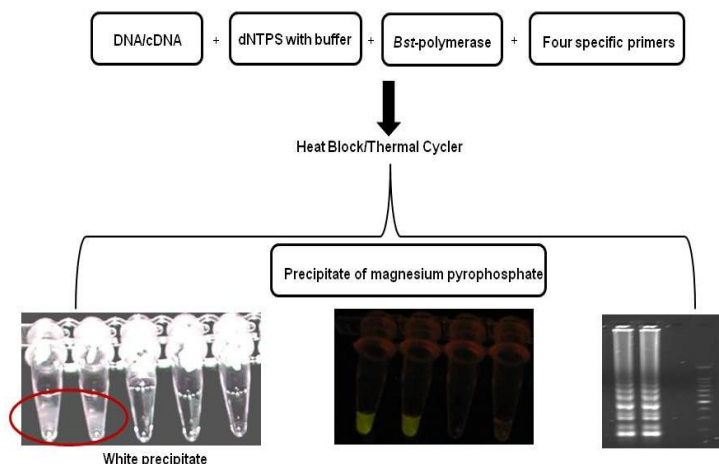 DNA/cDNA + dNTPS with buffer + Bst-polymerase + Four specific primers
Heat Block/Thermal Cycler
Precipitate of magnesium pyrophosphate
White precipitate